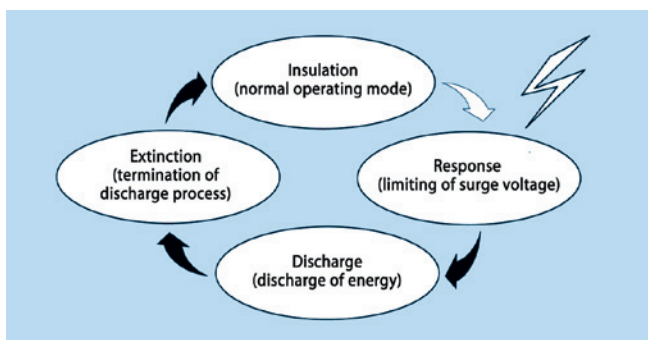 Insulation
(normal operating mode)
Response
(limiting of surge voltage)
Discharge
(discharge of energy)
Extinction
(termination of
discharge process)